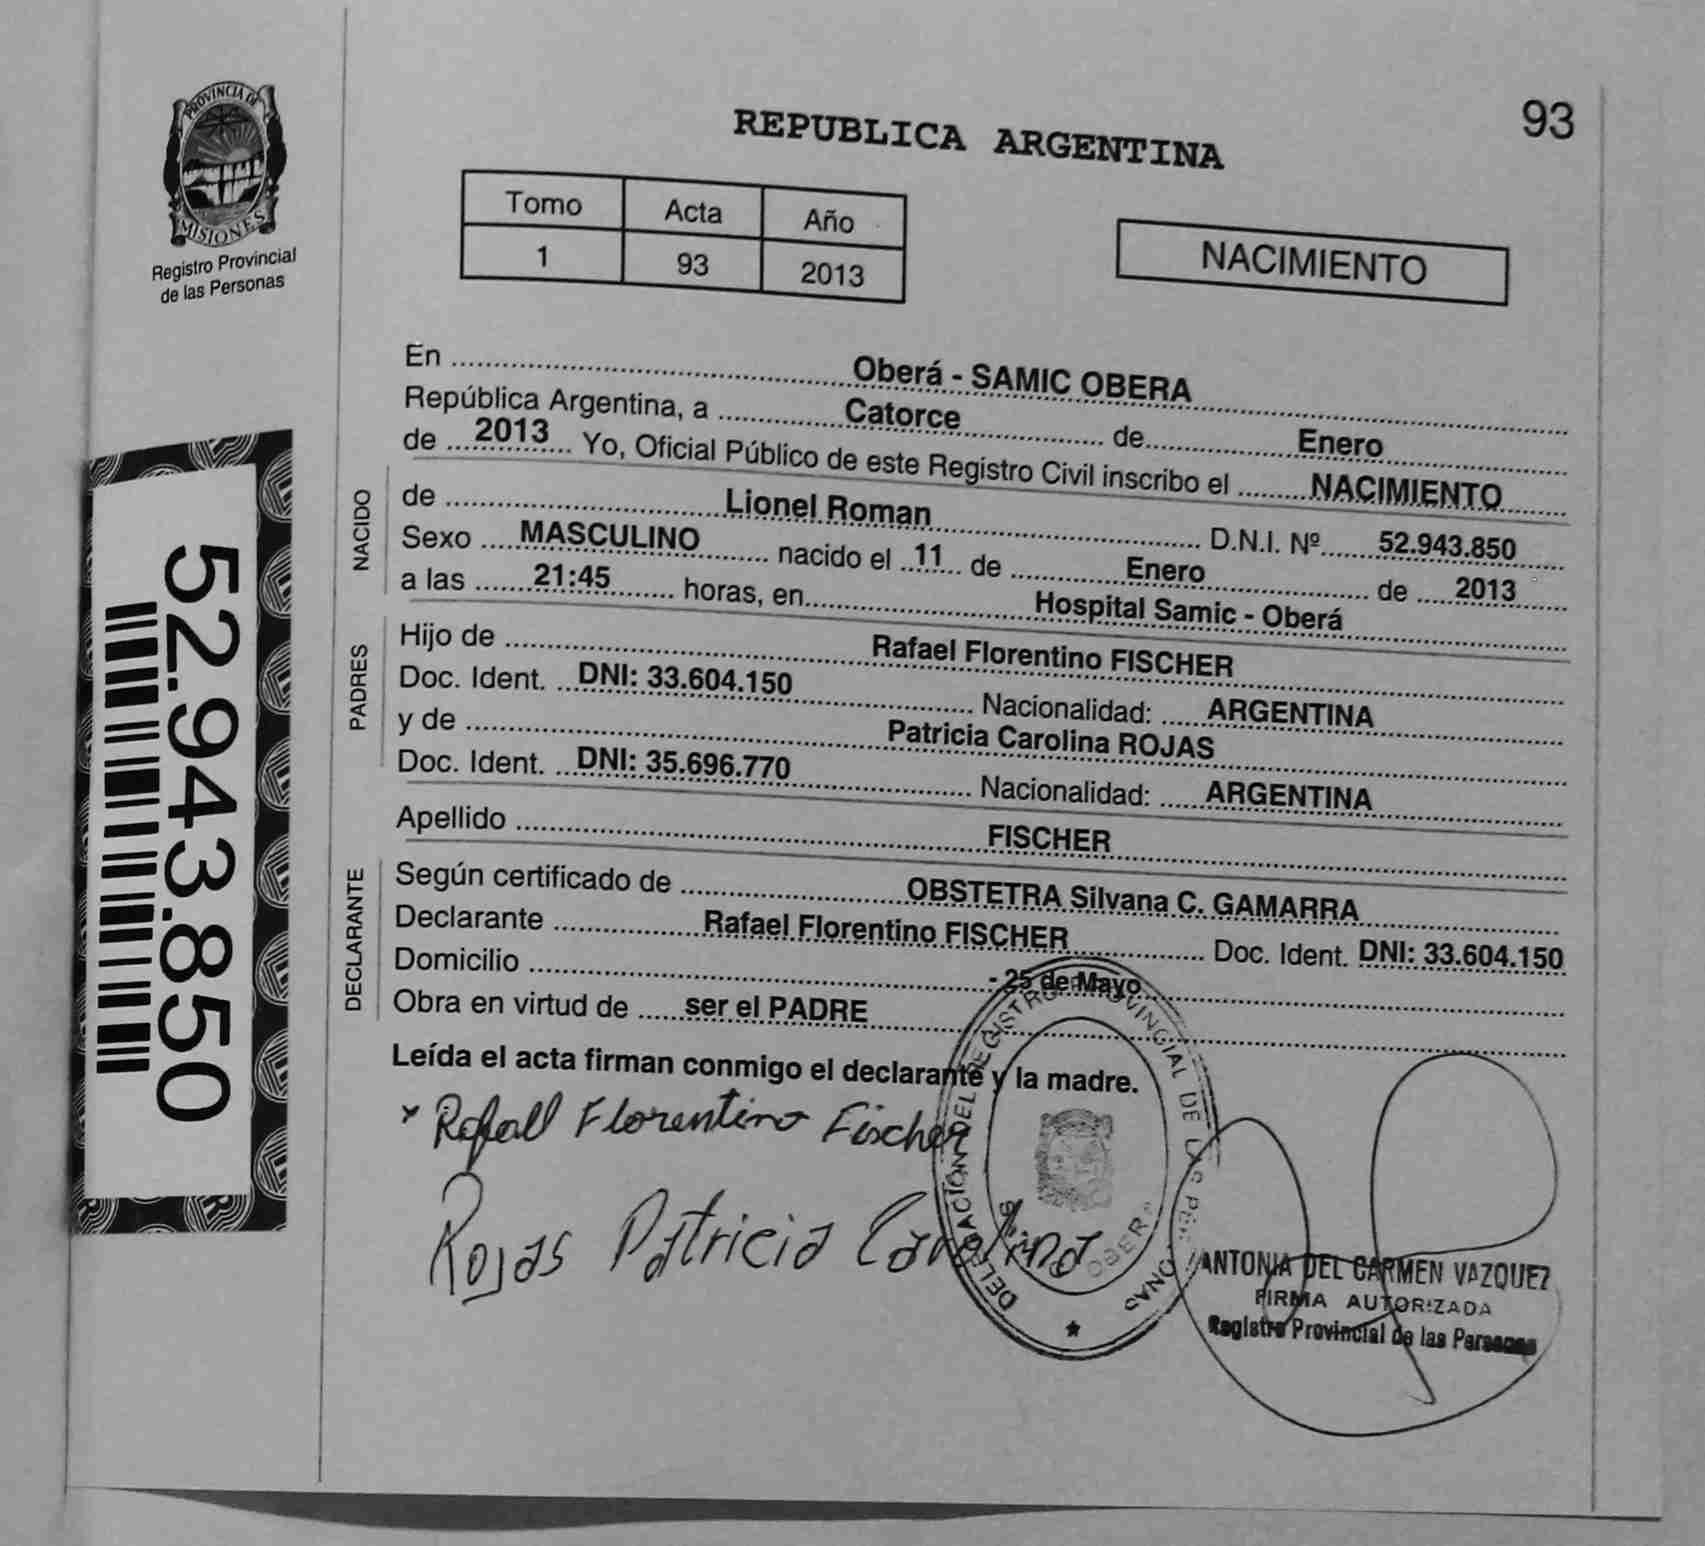 PROVINCIA DE
MISIONES
Registro Provincial
de las Personas
93
REPUBLICA ARGENTINA
Tomo Acta Año
1 93 2013
NACIMIENTO
En Oberá - SAMIC OBERA
República Argentina, a Catorce de Enero
de 2013 Yo, Oficial Público de este Registro Civil inscribo el NACIMIENTO
NACIDO
de Lionel Roman D.N.I. Nº 52.943.850
Sexo MASCULINO nacido el 11 de Enero de 2013
a las 21:45 horas, en Hospital Samic - Oberá
PADRES
Hijo de Rafael Florentino FISCHER
Doc. Ident. DNI: 33.604.150 Nacionalidad: ARGENTINA
y de Patricia Carolina ROJAS
Doc. Ident. DNI: 35.696.770 Nacionalidad: ARGENTINA
Apellido FISCHER
DECLARANTE
Según certificado de OBSTETRA Silvana C. GAMARRA
Declarante Rafael Florentino FISCHER Doc. Ident. DNI: 33.604.150
Domicilio - 25 de Mayo
Obra en virtud de ser el PADRE
Leída el acta firman conmigo el declarante y la madre.
x Rafael Florentino Fischer
Rojas Patricia Carolina
DELEGACION DEL REGISTRO PROVINCIAL DE LAS PERSONAS
OBERA
ANTONIA DEL CARMEN VAZQUEZ
FIRMA AUTORIZADA
Registro Provincial de las Personas
52.943.850